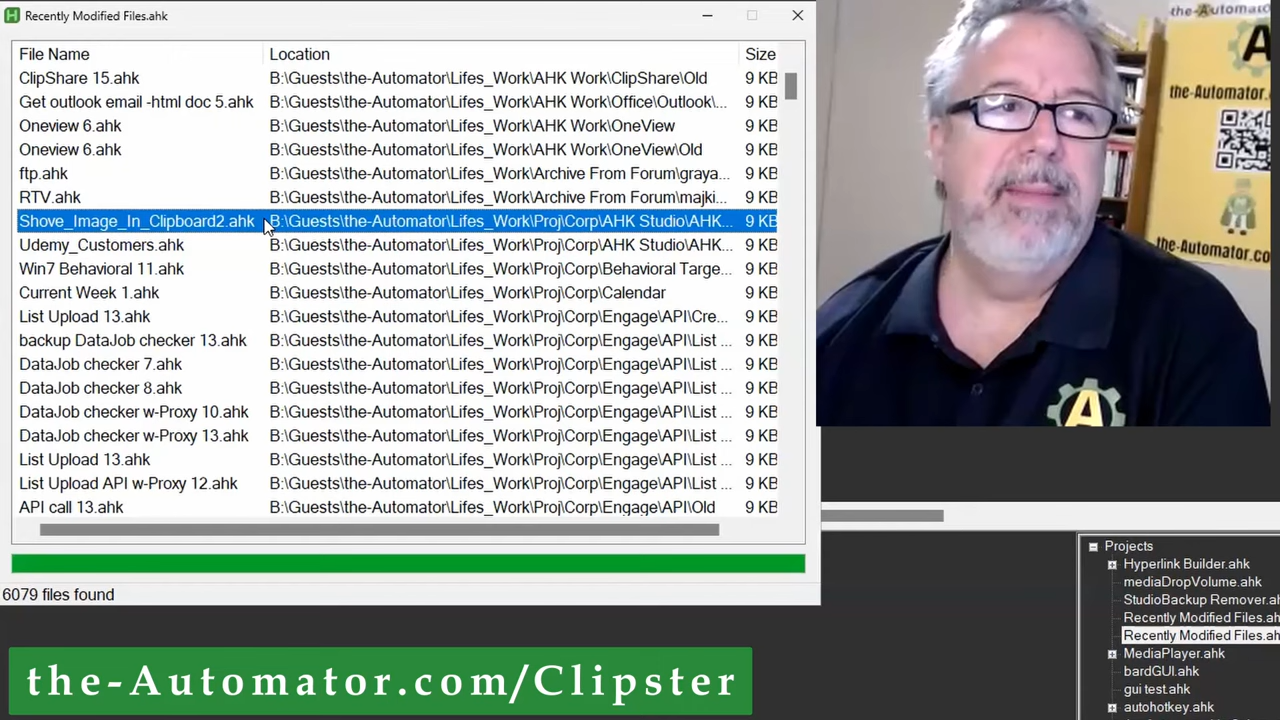 Recently Modified Files.ahk
File Name Location Size
ClipShare 15.ahk B:\Guests\the-Automator\Lifes_Work\AHK Work\ClipShare\Old 9 KB
Get outlook email -html doc 5.ahk B:\Guests\the-Automator\Lifes_Work\AHK Work\Office\Outlook\... 9 KB
Oneview 6.ahk B:\Guests\the-Automator\Lifes_Work\AHK Work\OneView 9 KB
Oneview 6.ahk B:\Guests\the-Automator\Lifes_Work\AHK Work\OneView\Old 9 KB
ftp.ahk B:\Guests\the-Automator\Lifes_Work\Archive From Forum\graya... 9 KB
RTV.ahk B:\Guests\the-Automator\Lifes_Work\Archive From Forum\majki... 9 KB
Shove_Image_In_Clipboard2.ahk B:\Guests\the-Automator\Lifes_Work\Proj\Corp\AHK Studio\AHK... 9 KB
Udemy_Customers.ahk B:\Guests\the-Automator\Lifes_Work\Proj\Corp\AHK Studio\AHK... 9 KB
Win7 Behavioral 11.ahk B:\Guests\the-Automator\Lifes_Work\Proj\Corp\Behavioral Targe... 9 KB
Current Week 1.ahk B:\Guests\the-Automator\Lifes_Work\Proj\Corp\Calendar 9 KB
List Upload 13.ahk B:\Guests\the-Automator\Lifes_Work\Proj\Corp\Engage\API\Cre... 9 KB
backup DataJob checker 13.ahk B:\Guests\the-Automator\Lifes_Work\Proj\Corp\Engage\API\List ... 9 KB
DataJob checker 7.ahk B:\Guests\the-Automator\Lifes_Work\Proj\Corp\Engage\API\List ... 9 KB
DataJob checker 8.ahk B:\Guests\the-Automator\Lifes_Work\Proj\Corp\Engage\API\List ... 9 KB
DataJob checker w-Proxy 10.ahk B:\Guests\the-Automator\Lifes_Work\Proj\Corp\Engage\API\List ... 9 KB
DataJob checker w-Proxy 13.ahk B:\Guests\the-Automator\Lifes_Work\Proj\Corp\Engage\API\List ... 9 KB
List Upload 13.ahk B:\Guests\the-Automator\Lifes_Work\Proj\Corp\Engage\API\List ... 9 KB
List Upload API w-Proxy 12.ahk B:\Guests\the-Automator\Lifes_Work\Proj\Corp\Engage\API\List ... 9 KB
API call 13.ahk B:\Guests\the-Automator\Lifes_Work\Proj\Corp\Engage\API\Old 9 KB
6079 files found
the-Automato
A
the-Automator.
the-Automator.co
A
Projects
Hyperlink Builder.ahk
mediaDropVolume.ahk
StudioBackup Remover.ah
Recently Modified Files.ah
Recently Modified Files.ah
MediaPlayer.ahk
bardGUI.ahk
gui test.ahk
autohotkey.ahk
the-Automator.com/Clipster